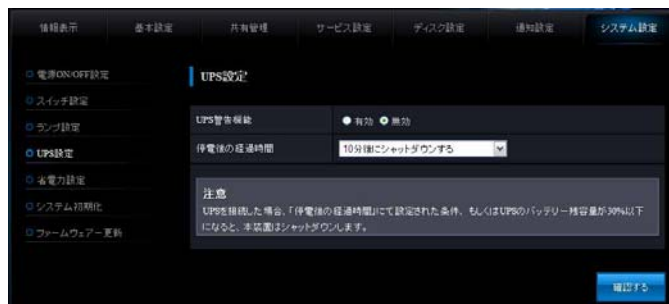 情報表示 基本設定 共有管理 サービス設定 ディスク設定 通知設定 システム設定
電源ON/OFF設定
スイッチ設定
ランプ設定
UPS設定
省電力設定
システム初期化
ファームウェアー更新
UPS設定
UPS警告機能 有効 無効
停電後の経過時間 10分後にシャットダウンする
注意
UPSを接続した場合、「停電後の経過時間」にて設定された条件、もしくはUPSのバッテリー残容量が30%以下
になると、本装置はシャットダウンします。
確認する